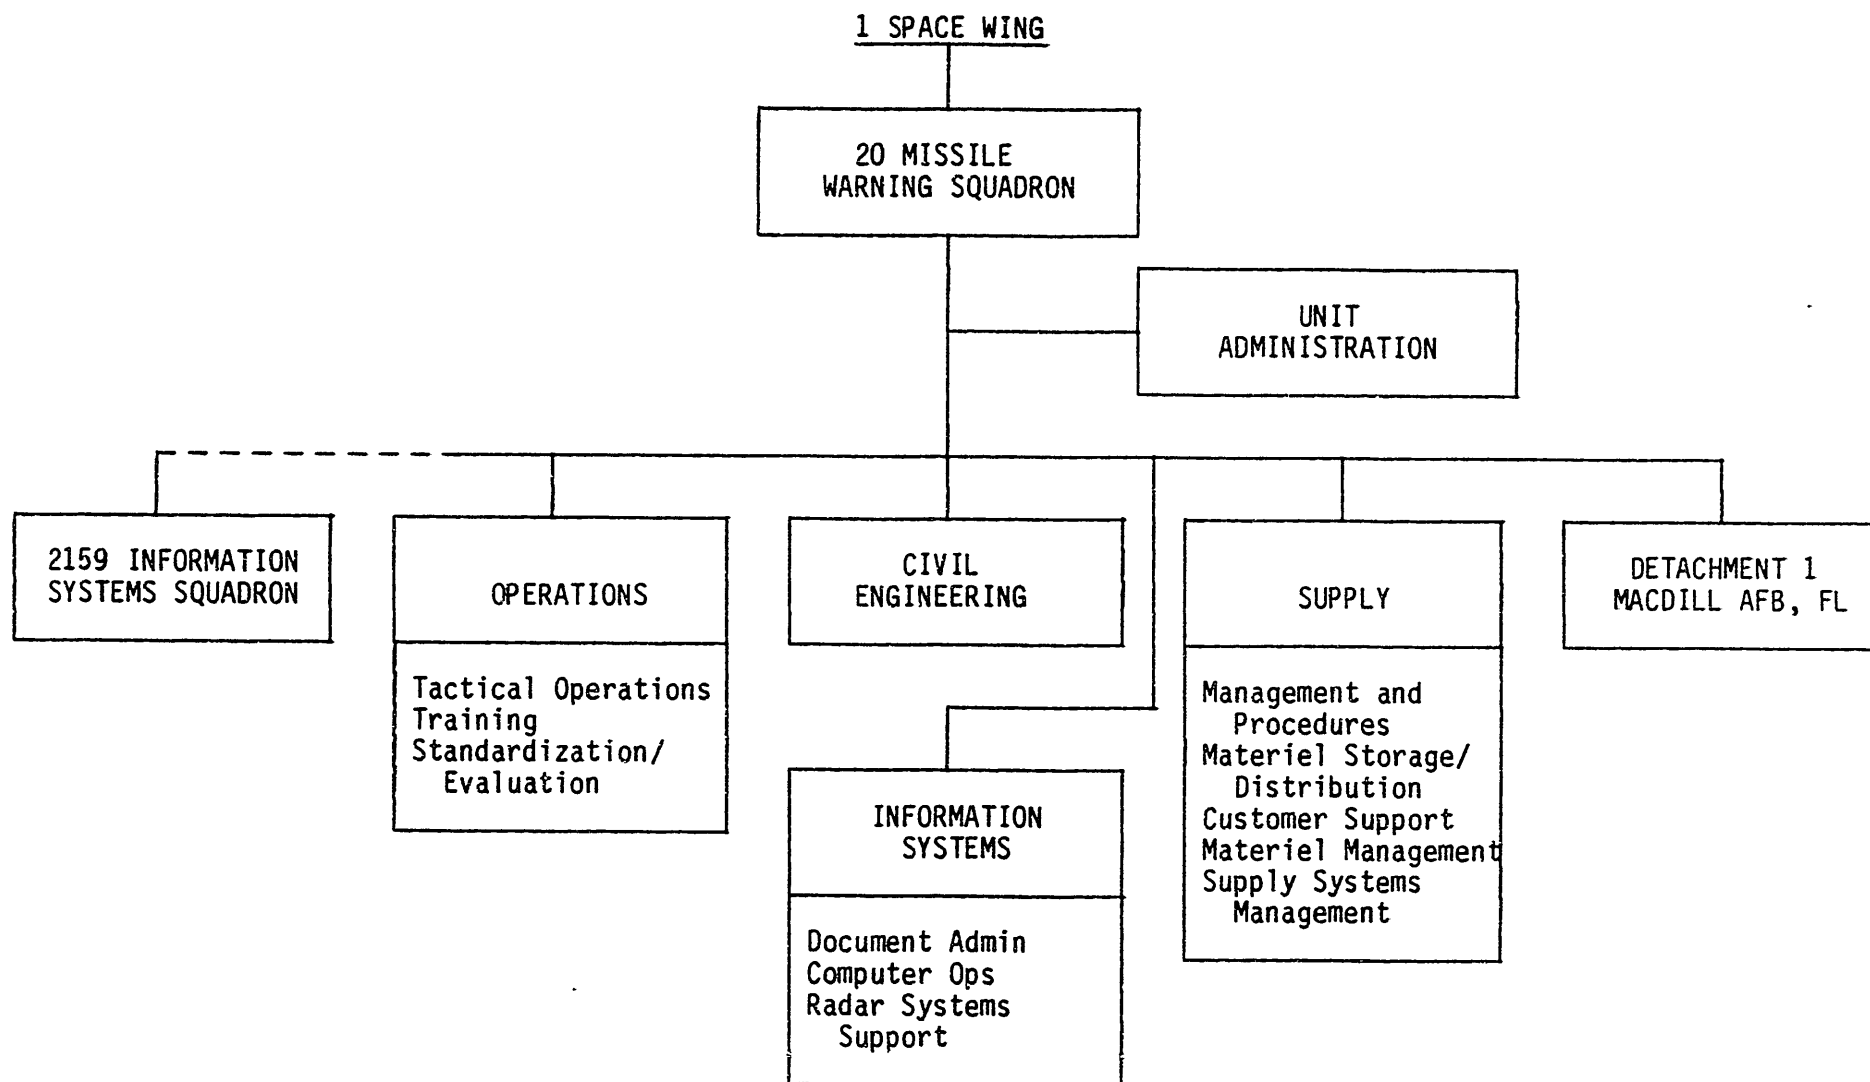 1 SPACE WING
20 MISSILE
WARNING SQUADRON
UNIT
ADMINISTRATION
2159 INFORMATION
SYSTEMS SQUADRON
OPERATIONS
Tactical Operations
Training
Standardization/
Evaluation
CIVIL
ENGINEERING
INFORMATION
SYSTEMS
Document Admin
Computer Ops
Radar Systems
Support
SUPPLY
Management and
Procedures
Materiel Storage/
Distribution
Customer Support
Materiel Management
Supply Systems
Management
DETACHMENT 1
MACDILL AFB, FL